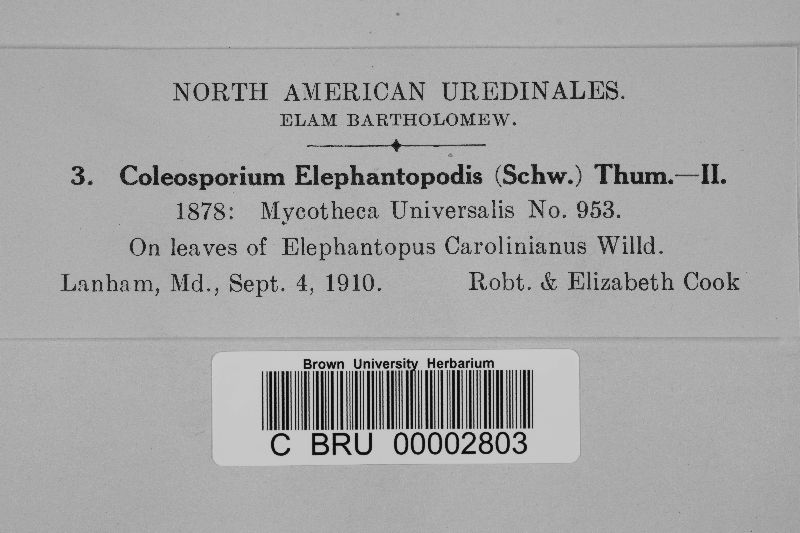 NORTH AMERICAN UREDINALES.
ELAM BARTHOLOMEW.
3. Coleosporium Elephantopodis (Schw.) Thum.—II.
1878: Mycotheca Universalis No. 953.
On leaves of Elephantopus Carolinianus Willd.
Lanham, Md., Sept. 4, 1910. Robt. & Elizabeth Cook
Brown University Herbarium
C BRU 00002803